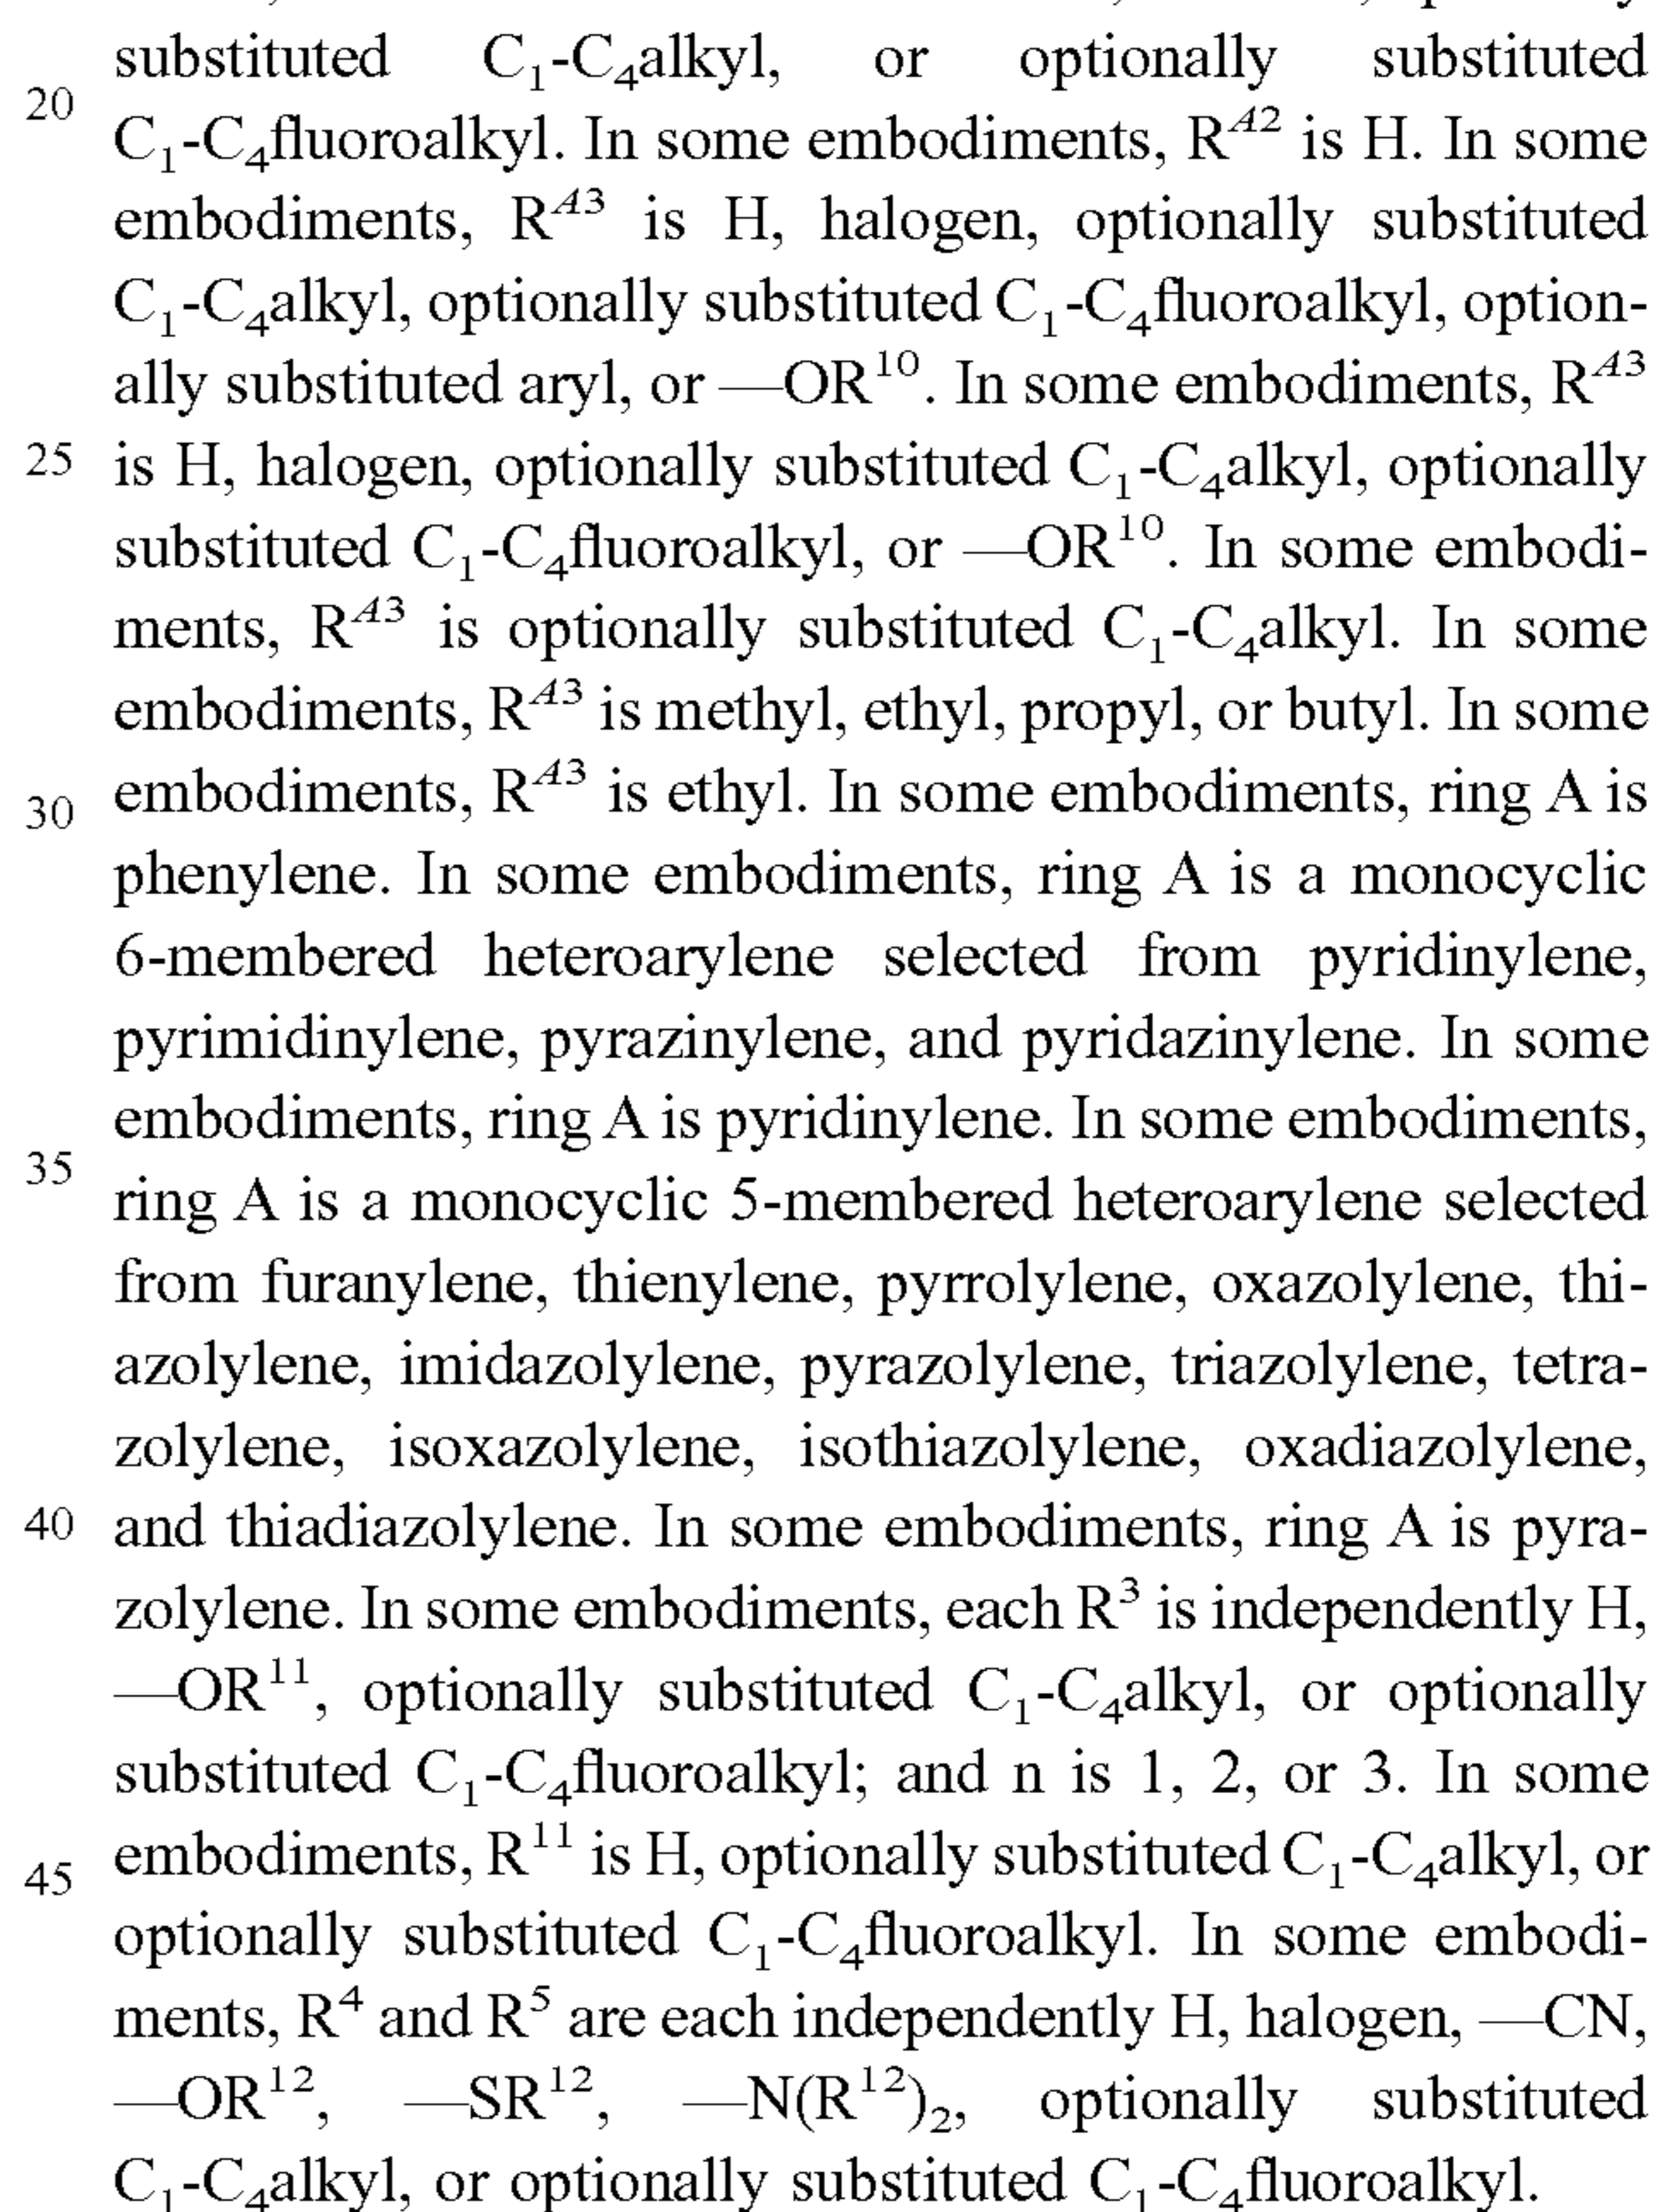 substituted C₁-C₄alkyl, or optionally substituted
20
C₁-C₄fluoroalkyl. In some embodiments, Rᴬ² is H. In some
embodiments, Rᴬ³ is H, halogen, optionally substituted
C₁-C₄alkyl, optionally substituted C₁-C₄fluoroalkyl, option-
ally substituted aryl, or —OR¹⁰. In some embodiments, Rᴬ³
25 is H, halogen, optionally substituted C₁-C₄alkyl, optionally
substituted C₁-C₄fluoroalkyl, or —OR¹⁰. In some embodi-
ments, Rᴬ³ is optionally substituted C₁-C₄alkyl. In some
embodiments, Rᴬ³ is methyl, ethyl, propyl, or butyl. In some
30 embodiments, Rᴬ³ is ethyl. In some embodiments, ring A is
phenylene. In some embodiments, ring A is a monocyclic
6-membered heteroarylene selected from pyridinylene,
pyrimidinylene, pyrazinylene, and pyridazinylene. In some
embodiments, ring A is pyridinylene. In some embodiments,
35
ring A is a monocyclic 5-membered heteroarylene selected
from furanylene, thienylene, pyrrolylene, oxazolylene, thi-
azolylene, imidazolylene, pyrazolylene, triazolylene, tetra-
zolylene, isoxazolylene, isothiazolylene, oxadiazolylene,
40 and thiadiazolylene. In some embodiments, ring A is pyra-
zolylene. In some embodiments, each R³ is independently H,
—OR¹¹, optionally substituted C₁-C₄alkyl, or optionally
substituted C₁-C₄fluoroalkyl; and n is 1, 2, or 3. In some
embodiments, R¹¹ is H, optionally substituted C₁-C₄alkyl, or
45
optionally substituted C₁-C₄fluoroalkyl. In some embodi-
ments, R⁴ and R⁵ are each independently H, halogen, —CN,
—OR¹², —SR¹², —N(R¹²)₂, optionally substituted
C₁-C₄alkyl, or optionally substituted C₁-C₄fluoroalkyl.